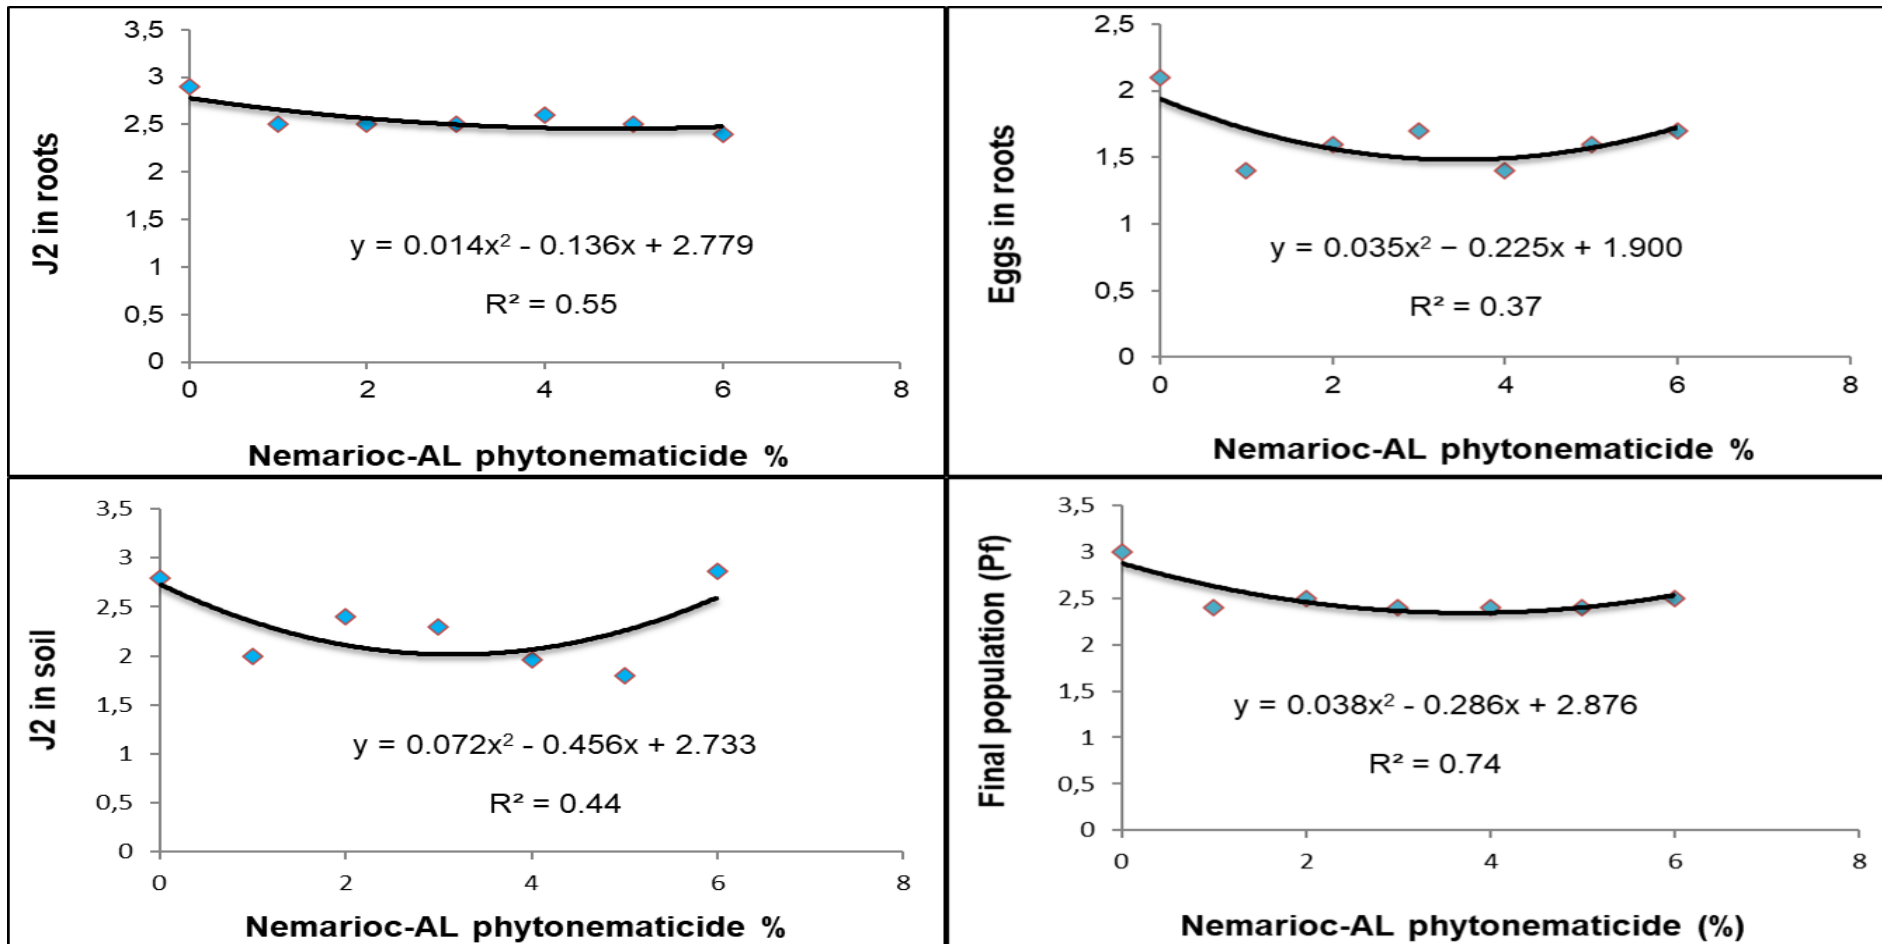 3,5
3
2,5
2
1,5
1
0,5
0
0 2 4 6 8
J2 in roots
y = 0.014x² - 0.136x + 2.779
R² = 0.55
Nemarioc-AL phytonematicide %
2,5
2
1,5
1
0,5
0
0 2 4 6 8
Eggs in roots
y = 0.035x² − 0.225x + 1.900
R² = 0.37
Nemarioc-AL phytonematicide %
3,5
3
2,5
2
1,5
1
0,5
0
0 2 4 6 8
J2 in soil
y = 0.072x² - 0.456x + 2.733
R² = 0.44
Nemarioc-AL phytonematicide %
3,5
3
2,5
2
1,5
1
0,5
0
0 2 4 6 8
Final population (Pf)
y = 0.038x² - 0.286x + 2.876
R² = 0.74
Nemarioc-AL phytonematicide (%)